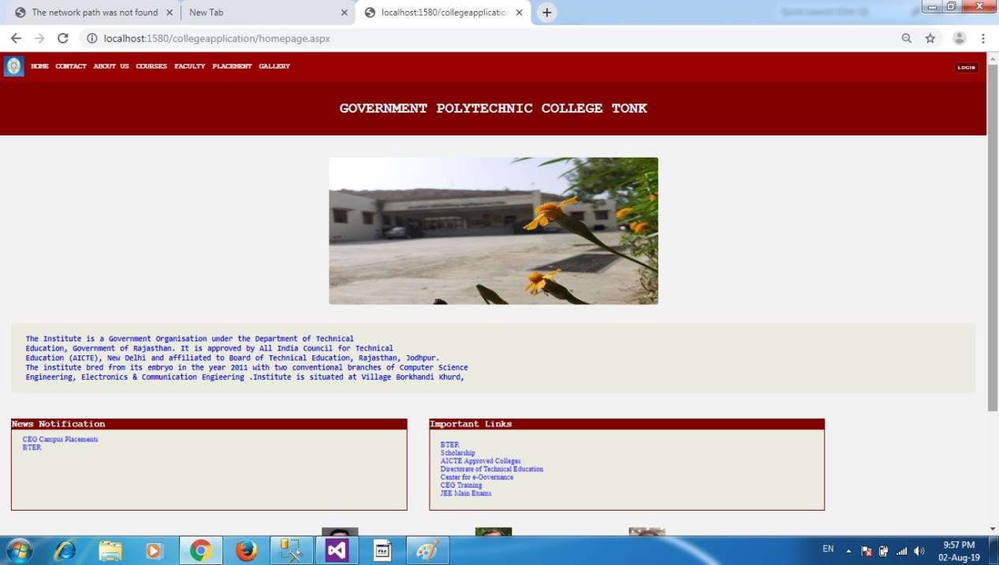 The network path was not found
New Tab
localhost:1580/collegeapplication
localhost:1580/collegeapplication/homepage.aspx
HOME CONTACT ABOUT US COURSES FACULTY PLACEMENT GALLERY
LOGIN
GOVERNMENT POLYTECHNIC COLLEGE TONK
The Institute is a Government Organisation under the Department of Technical
Education, Government of Rajasthan. It is approved by All India Council for Technical
Education (AICTE), New Delhi and affiliated to Board of Technical Education, Rajasthan, Jodhpur.
The institute bred from its embryo in the year 2011 with two conventional branches of Computer Science
Engineering, Electronics & Communication Engieering .Institute is situated at Village Borkhandi Khurd,
News Notification
CEG Campus Placements
BTER
Important Links
BTER
Scholarship
AICTE Approved Colleges
Directorate of Technical Education
Center for e-Governance
CEG Training
JEE Main Exams
EN
9:57 PM
02-Aug-19